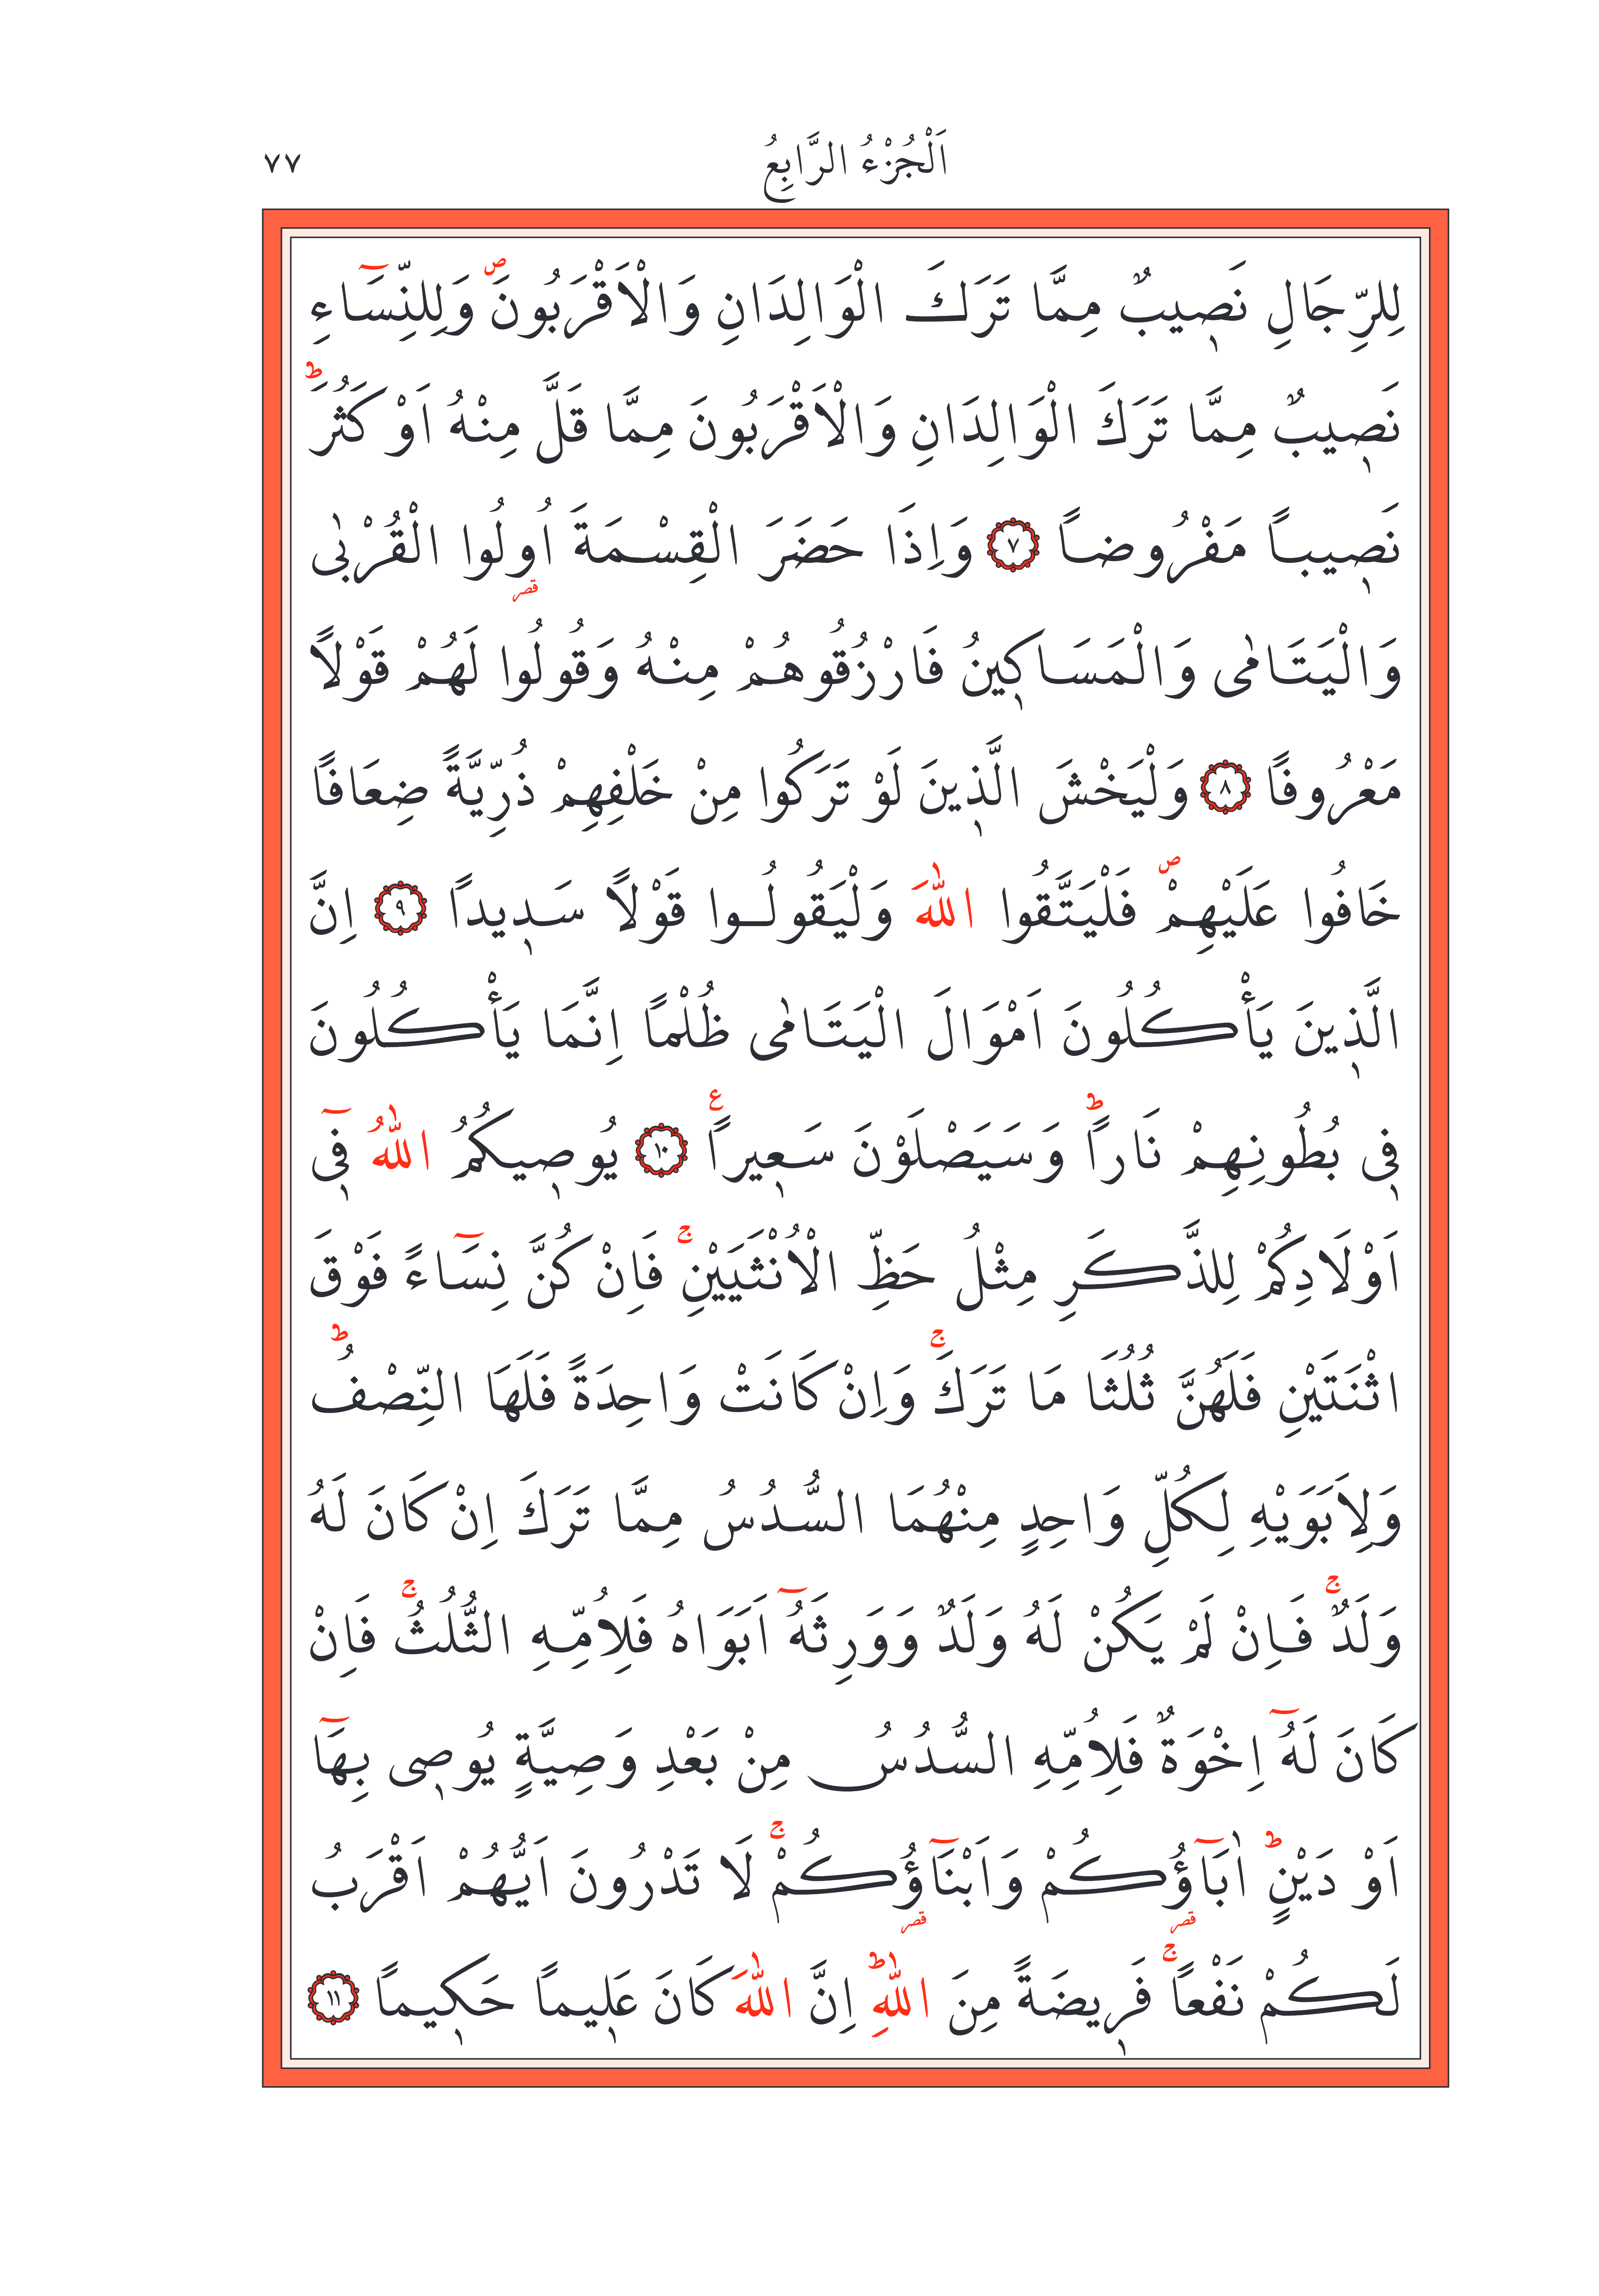 اَلْجُزْءُ الرَّابِعُ ٧٧
لِلرِّجَالِ نَصٖيبٌ مِمَّا تَرَكَ الْوَالِدَانِ وَالْاَقْرَبُونَࣕ وَلِلنِّسَٓاءِ
نَصٖيبٌ مِمَّا تَرَكَ الْوَالِدَانِ وَالْاَقْرَبُونَ مِمَّا قَلَّ مِنْهُ اَوْ كَثُرَؕ
نَصٖيباً مَفْرُوضاً ٧ وَاِذَا حَضَرَ الْقِسْمَةَ اُو۬لُوا الْقُرْبٰى
وَالْيَتَامٰى وَالْمَسَاكٖينُ فَارْزُقُوهُمْ مِنْهُ وَقُولُوا لَهُمْ قَوْلاً
مَعْرُوفاً ٨ وَلْيَخْشَ الَّذٖينَ لَوْ تَرَكُوا مِنْ خَلْفِهِمْ ذُرِّيَّةً ضِعَافاً
خَافُوا عَلَيْهِمْࣕ فَلْيَتَّقُوا اللّٰهَ وَلْيَقُولُوا قَوْلاً سَدٖيداً ٩ اِنَّ
الَّذٖينَ يَأْكُلُونَ اَمْوَالَ الْيَتَامٰى ظُلْماً اِنَّمَا يَأْكُلُونَ
فٖى بُطُونِهِمْ نَاراًؕ وَسَيَصْلَوْنَ سَعٖيراًࣖ ١٠ يُوصٖيكُمُ اللّٰهُ فٖٓى
اَوْلَادِكُمْ لِلذَّكَرِ مِثْلُ حَظِّ الْاُنْثَيَيْنِۚ فَاِنْ كُنَّ نِسَٓاءً فَوْقَ
اثْنَتَيْنِ فَلَهُنَّ ثُلُثَا مَا تَرَكَۚ وَاِنْ كَانَتْ وَاحِدَةً فَلَهَا النِّصْفُؕ
وَلِاَبَوَيْهِ لِكُلِّ وَاحِدٍ مِنْهُمَا السُّدُسُ مِمَّا تَرَكَ اِنْ كَانَ لَهُ
وَلَدٌۚ فَاِنْ لَمْ يَكُنْ لَهُ وَلَدٌ وَوَرِثَهُٓ اَبَوَاهُ فَلِاُمِّهِ الثُّلُثُۚ فَاِنْ
كَانَ لَهُٓ اِخْوَةٌ فَلِاُمِّهِ السُّدُسُ مِنْ بَعْدِ وَصِيَّةٍ يُوصٖى بِهَٓا
اَوْ دَيْنٍؕ اٰبَٓاؤُ۬كُمْ وَاَبْنَٓاؤُ۬كُمْۚ لَا تَدْرُونَ اَيُّهُمْ اَقْرَبُ
لَكُمْ نَفْعاًۚ فَرٖيضَةً مِنَ اللّٰهِؕ اِنَّ اللّٰهَ كَانَ عَلٖيماً حَكٖيماً ١١